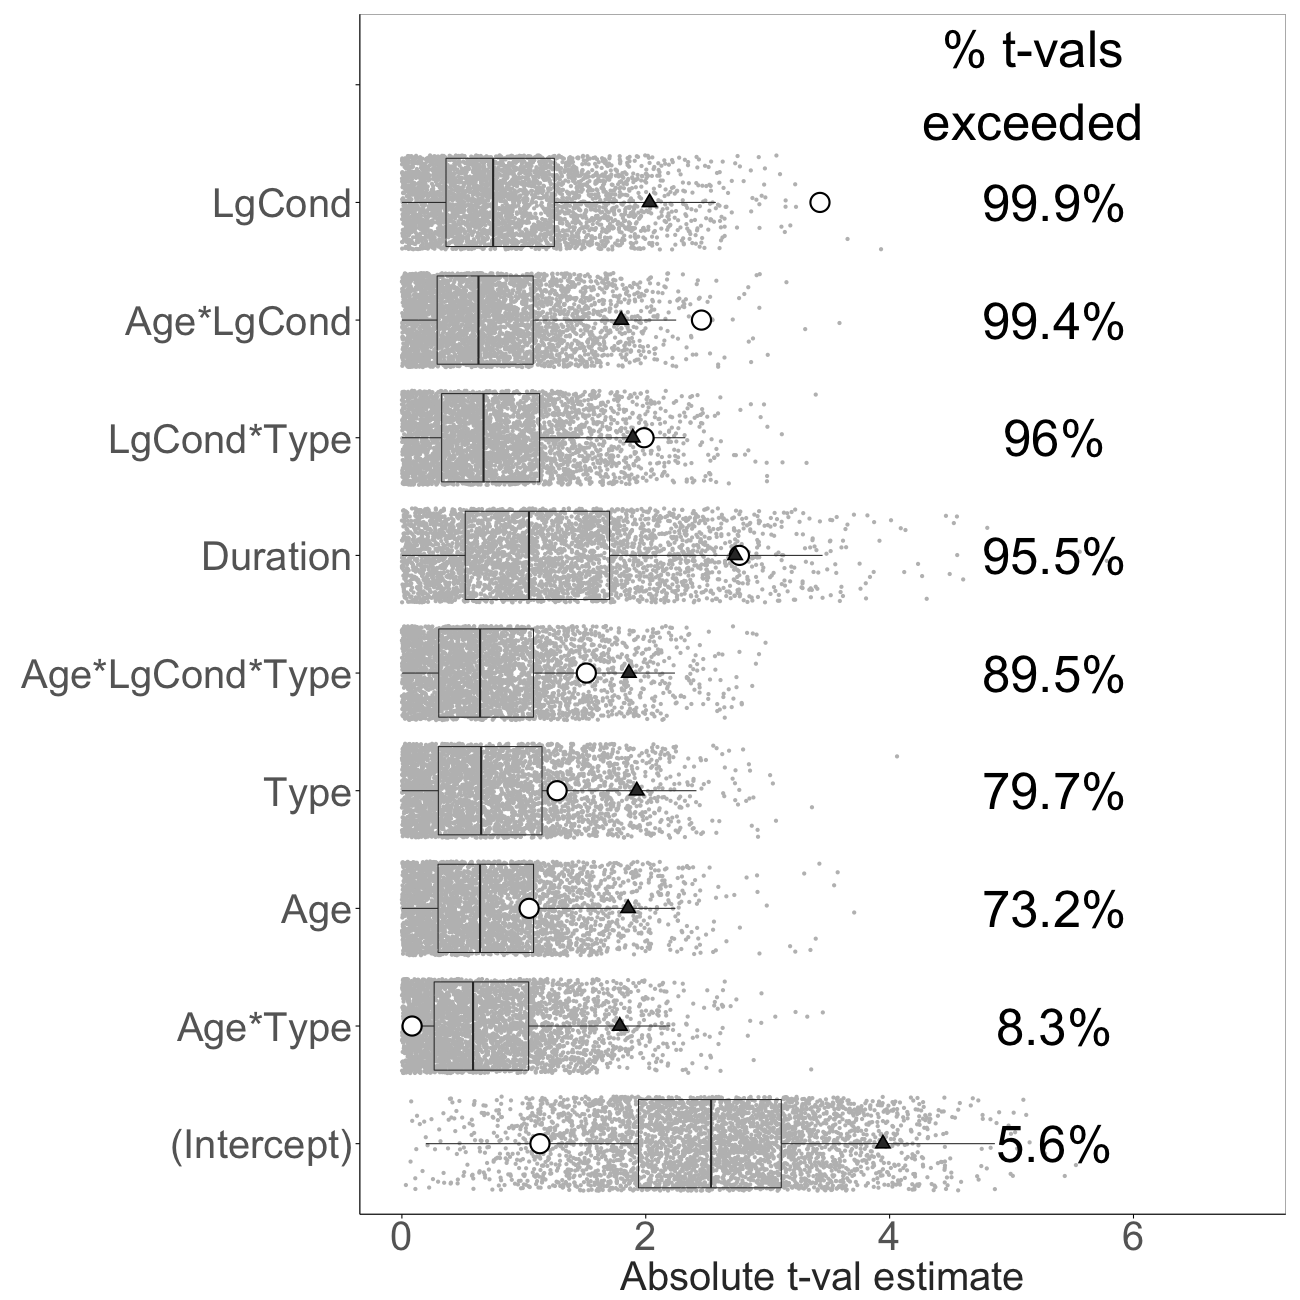 % t-vals
exceeded
LgCond 99.9%
Age*LgCond 99.4%
LgCond*Type 96%
Duration 95.5%
Age*LgCond*Type 89.5%
Type 79.7%
Age 73.2%
Age*Type 8.3%
(Intercept) 5.6%
0 2 4 6
Absolute t-val estimate